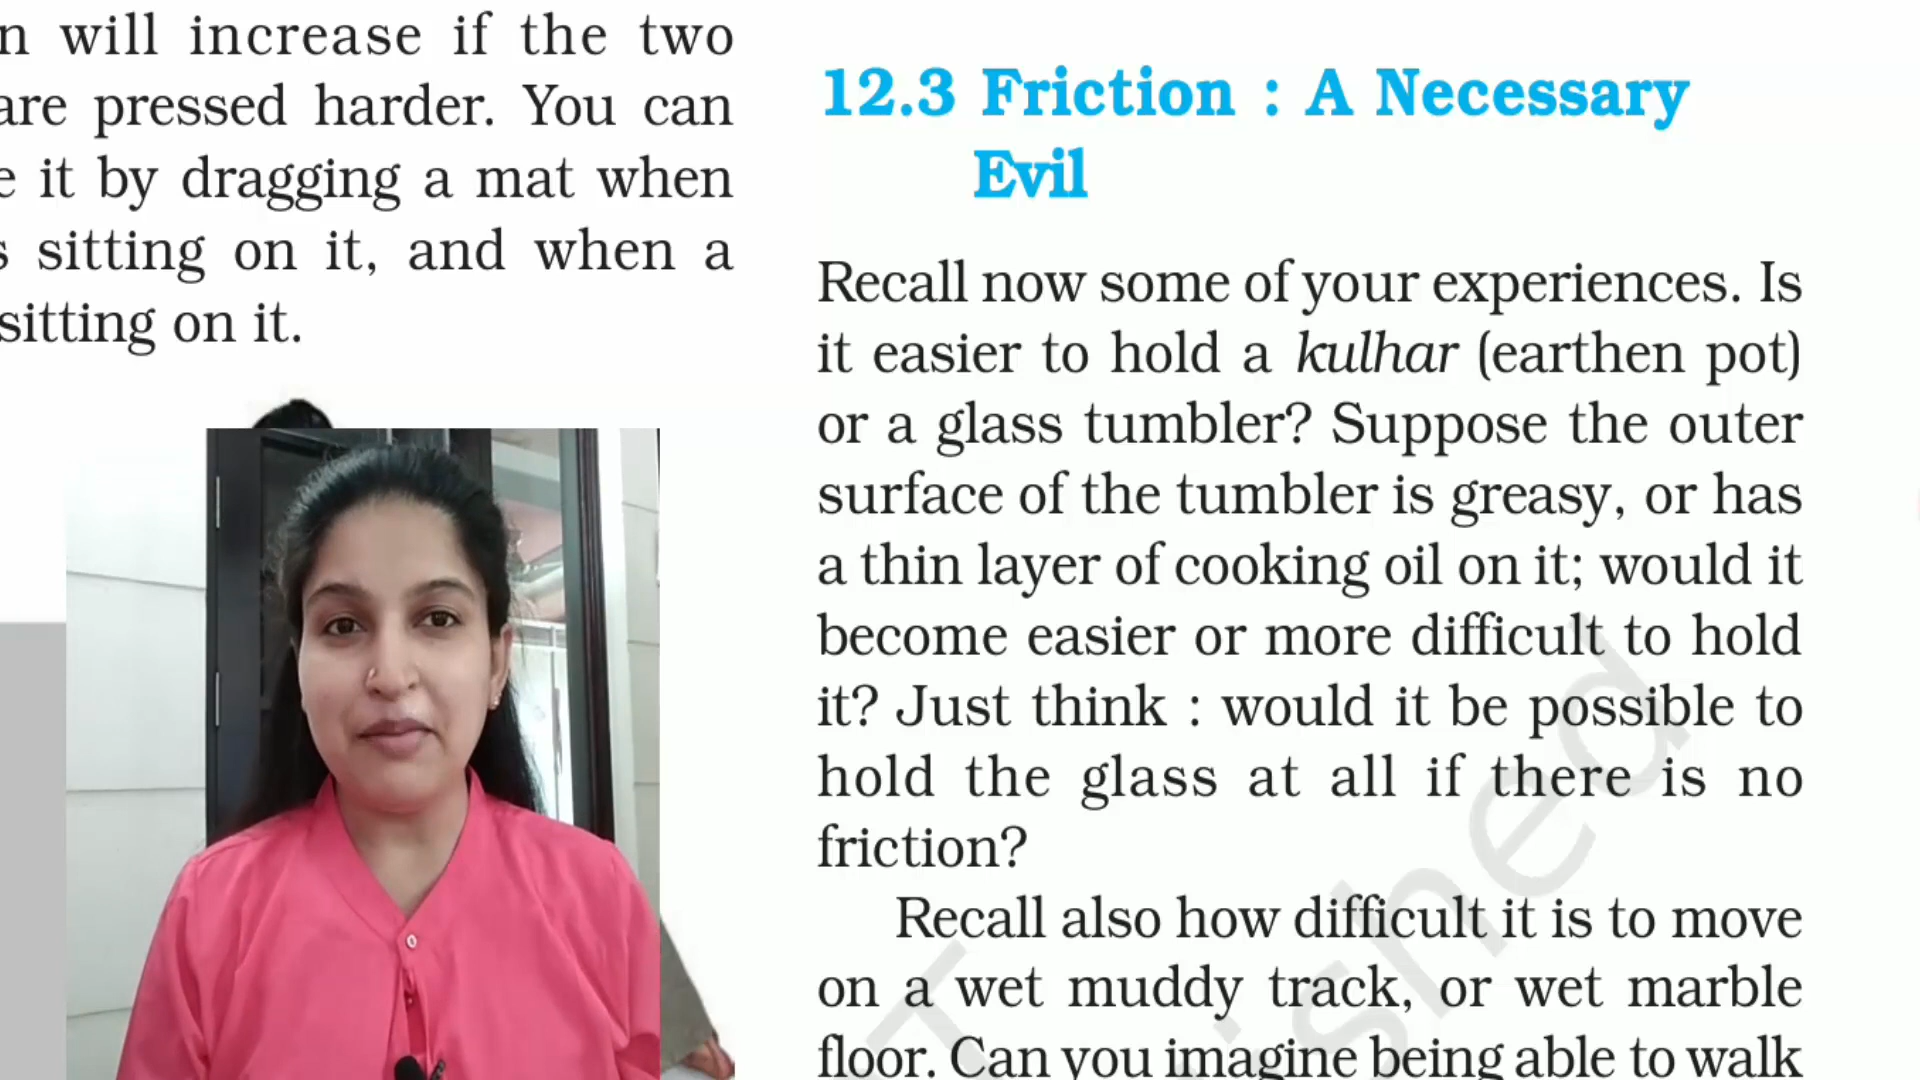 n will increase if the two
are pressed harder. You can
e it by dragging a mat when
s sitting on it, and when a
sitting on it.
12.3 Friction : A Necessary
Evil
Recall now some of your experiences. Is
it easier to hold a kulhar (earthen pot)
or a glass tumbler? Suppose the outer
surface of the tumbler is greasy, or has
a thin layer of cooking oil on it; would it
become easier or more difficult to hold
it? Just think : would it be possible to
hold the glass at all if there is no
friction?
Recall also how difficult it is to move
on a wet muddy track, or wet marble
floor. Can you imagine being able to walk